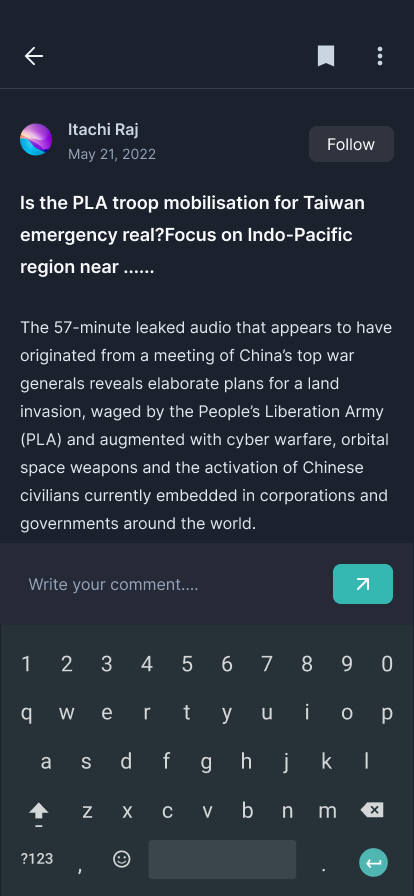 Itachi Raj
May 21, 2022
Follow
Is the PLA troop mobilisation for Taiwan
emergency real?Focus on Indo-Pacific
region near ......
The 57-minute leaked audio that appears to have
originated from a meeting of China’s top war
generals reveals elaborate plans for a land
invasion, waged by the People’s Liberation Army
(PLA) and augmented with cyber warfare, orbital
space weapons and the activation of Chinese
civilians currently embedded in corporations and
governments around the world.
Write your comment....
1 2 3 4 5 6 7 8 9 0
q w e r t y u i o p
a s d f g h j k l
z x c v b n m
?123 , .